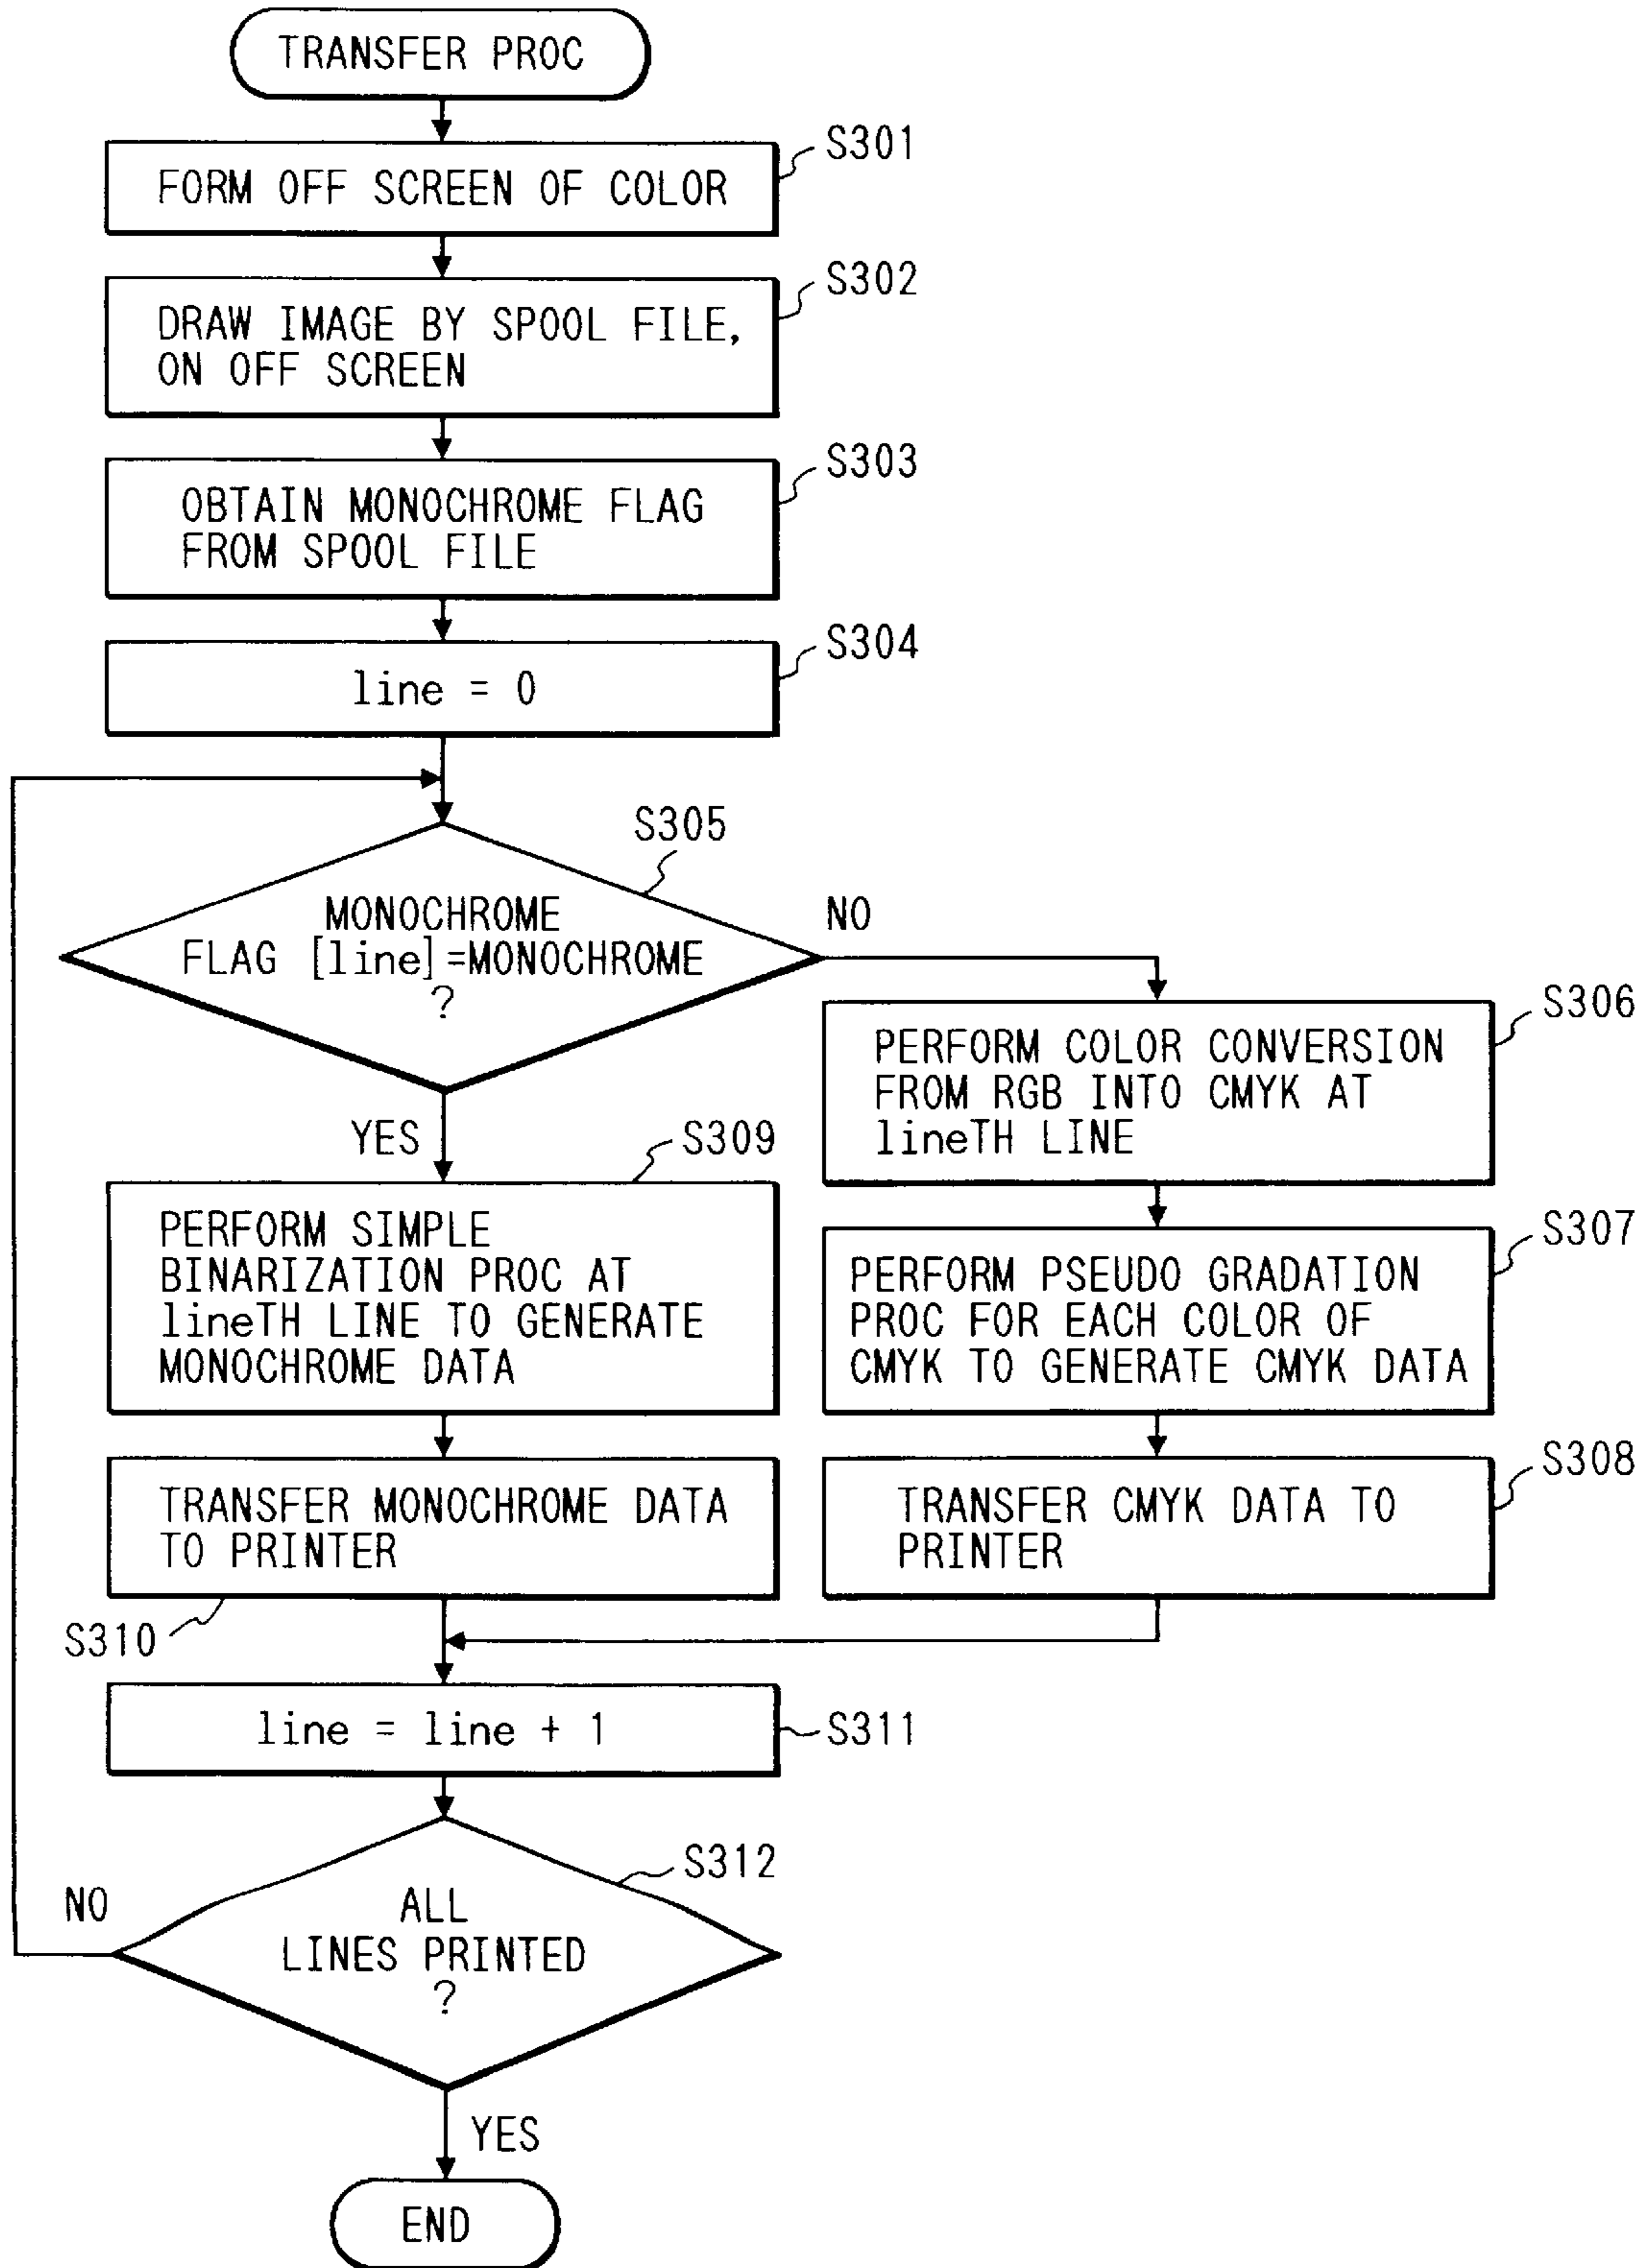 TRANSFER PROC
S301
FORM OFF SCREEN OF COLOR
S302
DRAW IMAGE BY SPOOL FILE,
ON OFF SCREEN
S303
OBTAIN MONOCHROME FLAG
FROM SPOOL FILE
S304
line = 0
S305
MONOCHROME
FLAG [line]=MONOCHROME
?
NO
S306
PERFORM COLOR CONVERSION
FROM RGB INTO CMYK AT
lineTH LINE
YES
S309
PERFORM SIMPLE
BINARIZATION PROC AT
lineTH LINE TO GENERATE
MONOCHROME DATA
S307
PERFORM PSEUDO GRADATION
PROC FOR EACH COLOR OF
CMYK TO GENERATE CMYK DATA
S308
TRANSFER CMYK DATA TO
PRINTER
TRANSFER MONOCHROME DATA
TO PRINTER
S310
line = line + 1
S311
S312
NO
ALL
LINES PRINTED
?
YES
END